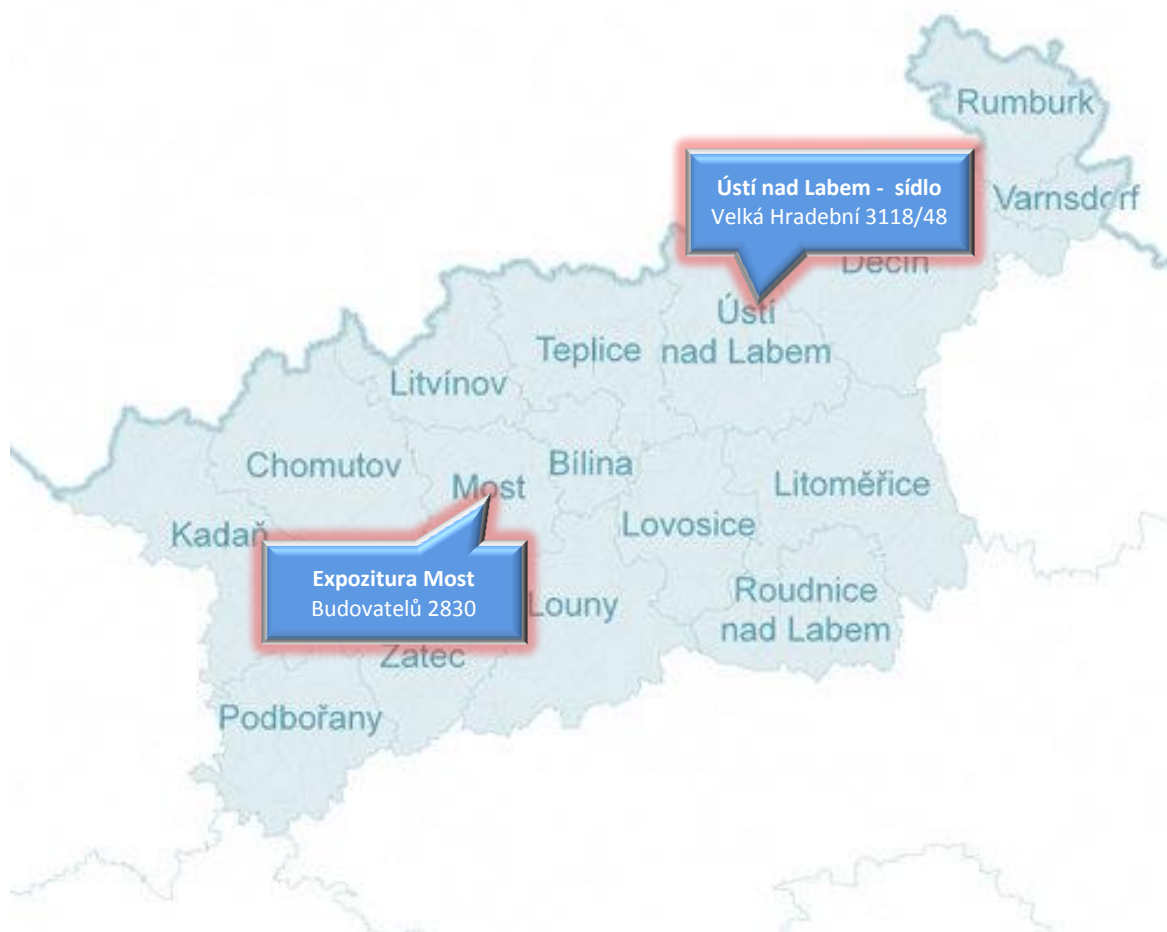 Rumburk
Ústí nad Labem - sídlo
Velká Hradební 3118/48
Varnsdorf
Děčín
Ústí
nad Labem
Teplice
Litvínov
Chomutov
Most
Bílina
Litoměřice
Lovosice
Kadaň
Expozitura Most
Budovatelů 2830
Louny
Roudnice
nad Labem
Žatec
Podbořany